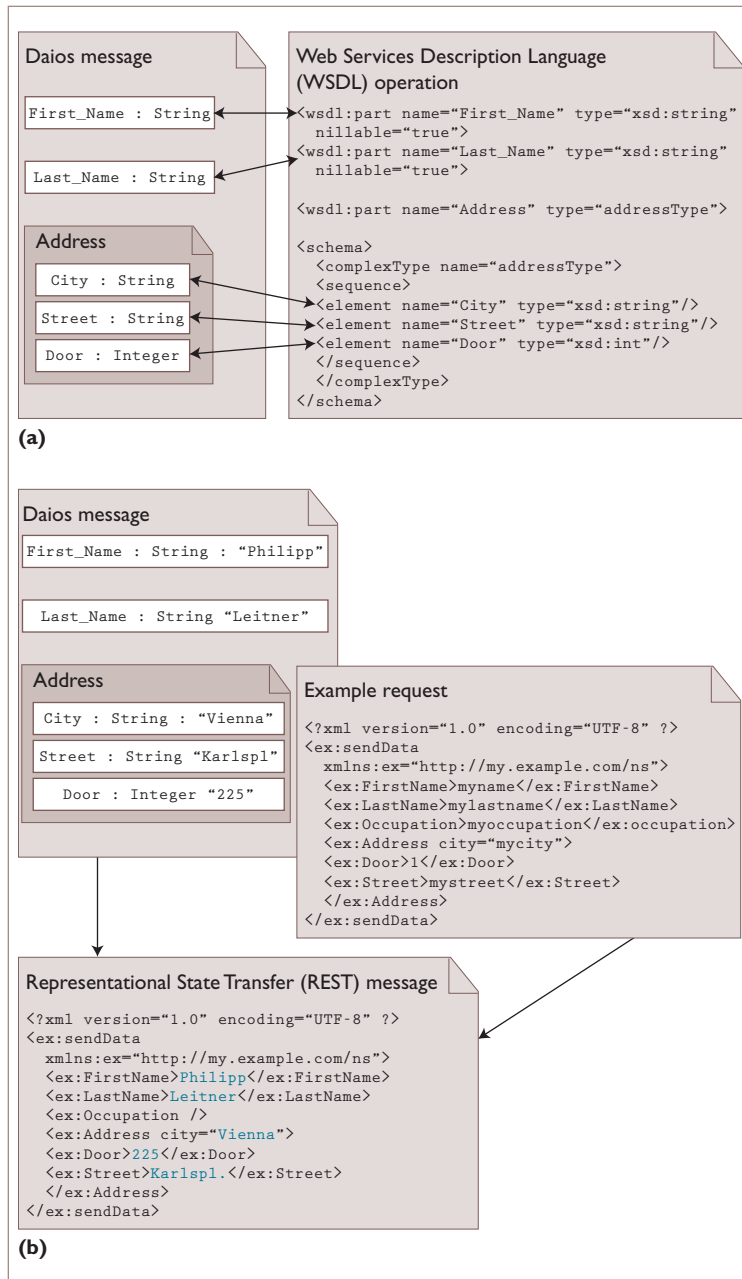 Daios message
First_Name : String
Last_Name : String
Address
City : String
Street : String
Door : Integer
Web Services Description Language
(WSDL) operation
<wsdl:part name=“First_Name” type=“xsd:string”
nillable=“true”>
<wsdl:part name=“Last_Name” type=“xsd:string”
nillable=“true”>
<wsdl:part name=“Address” type=“addressType”>
<schema>
<complexType name=“addressType”>
<sequence>
<element name=“City” type=“xsd:string”/>
<element name=“Street” type=“xsd:string”/>
<element name=“Door” type=“xsd:int”/>
</sequence>
</complexType>
</schema>
(a)
Daios message
First_Name : String : “Philipp”
Last_Name : String “Leitner”
Address
City : String : “Vienna”
Street : String “Karlspl”
Door : Integer “225”
Example request
<?xml version=“1.0” encoding=“UTF-8” ?>
<ex:sendData
xmlns:ex=“http://my.example.com/ns”>
<ex:FirstName>myname</ex:FirstName>
<ex:LastName>mylastname</ex:LastName>
<ex:Occupation>myoccupation</ex:occupation>
<ex:Address city=“mycity”>
<ex:Door>1</ex:Door>
<ex:Street>mystreet</ex:Street>
</ex:Address>
</ex:sendData>
Representational State Transfer (REST) message
<?xml version=“1.0” encoding=“UTF-8” ?>
<ex:sendData
xmlns:ex=“http://my.example.com/ns”>
<ex:FirstName>Philipp</ex:FirstName>
<ex:LastName>Leitner</ex:LastName>
<ex:Occupation />
<ex:Address city=“Vienna”>
<ex:Door>225</ex:Door>
<ex:Street>Karlspl.</ex:Street>
</ex:Address>
</ex:sendData>
(b)